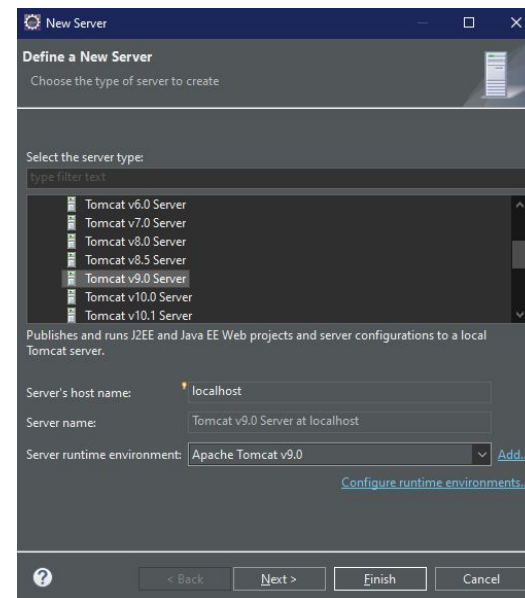 New Server
Define a New Server
Choose the type of server to create
Select the server type:
type filter text
Tomcat v6.0 Server
Tomcat v7.0 Server
Tomcat v8.0 Server
Tomcat v8.5 Server
Tomcat v9.0 Server
Tomcat v10.0 Server
Tomcat v10.1 Server
Publishes and runs J2EE and Java EE Web projects and server configurations to a local
Tomcat server.
Server's host name: localhost
Server name: Tomcat v9.0 Server at localhost
Server runtime environment: Apache Tomcat v9.0 Add..
Configure runtime environments..
? < Back Next > Finish Cancel